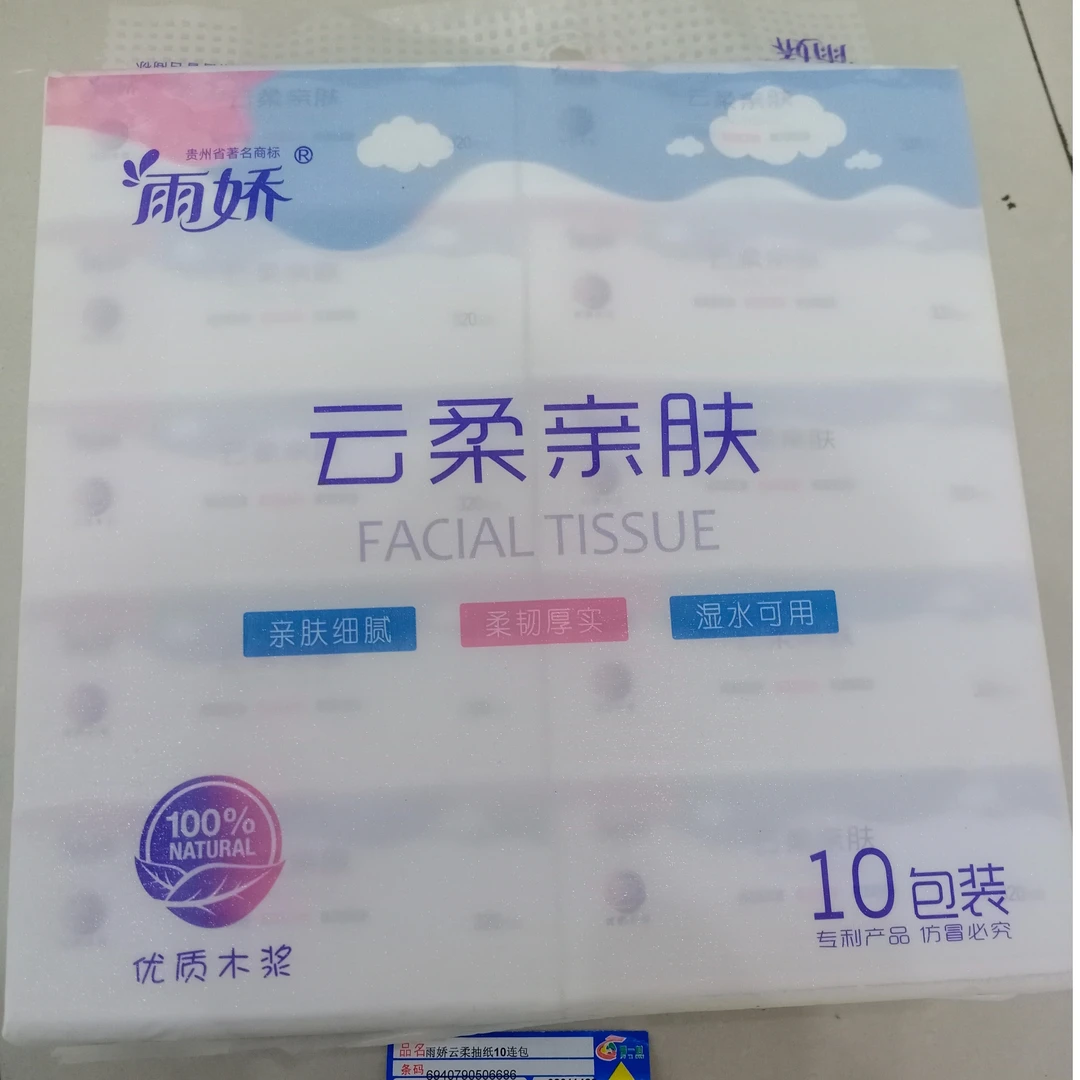 贵州省著名商标
雨娇®
云柔亲肤
FACIAL TISSUE
亲肤细腻 柔韧厚实 湿水可用
100%
NATURAL
优质木浆
10包装
专利产品 仿冒必究
品名 雨娇云柔抽纸10连包
条码 6940790506686